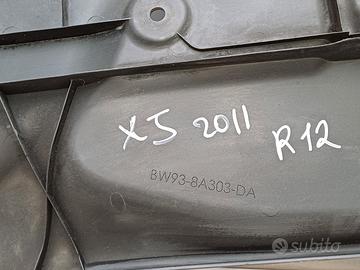 XJ 2011
R12
BW93-8A303-DA
subito